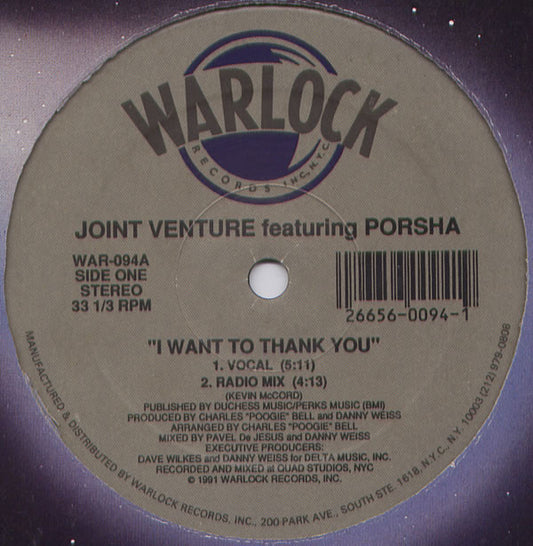 WARLOCK
RECORDS INC, N.Y.C.
JOINT VENTURE featuring PORSHA
WAR-094A
SIDE ONE
STEREO
33 1/3 RPM
26656-0094-1
"I WANT TO THANK YOU"
1. VOCAL (5:11)
2. RADIO MIX (4:13)
(KEVIN McCORD)
PUBLISHED BY DUCHESS MUSIC/PERKS MUSIC (BMI)
PRODUCED BY CHARLES "POOGIE" BELL AND DANNY WEISS
ARRANGED BY CHARLES "POOGIE" BELL
MIXED BY PAVEL De JESUS AND DANNY WEISS
EXECUTIVE PRODUCERS:
DAVE WILKES AND DANNY WEISS for DELTA MUSIC, INC.
RECORDED AND MIXED at QUAD STUDIOS, NYC
© 1991 WARLOCK RECORDS, INC.
MANUFACTURED & DISTRIBUTED BY WARLOCK RECORDS, INC., 200 PARK AVE., SOUTH STE. 1618, N.Y.C., N.Y. 10003 (212) 979-0808